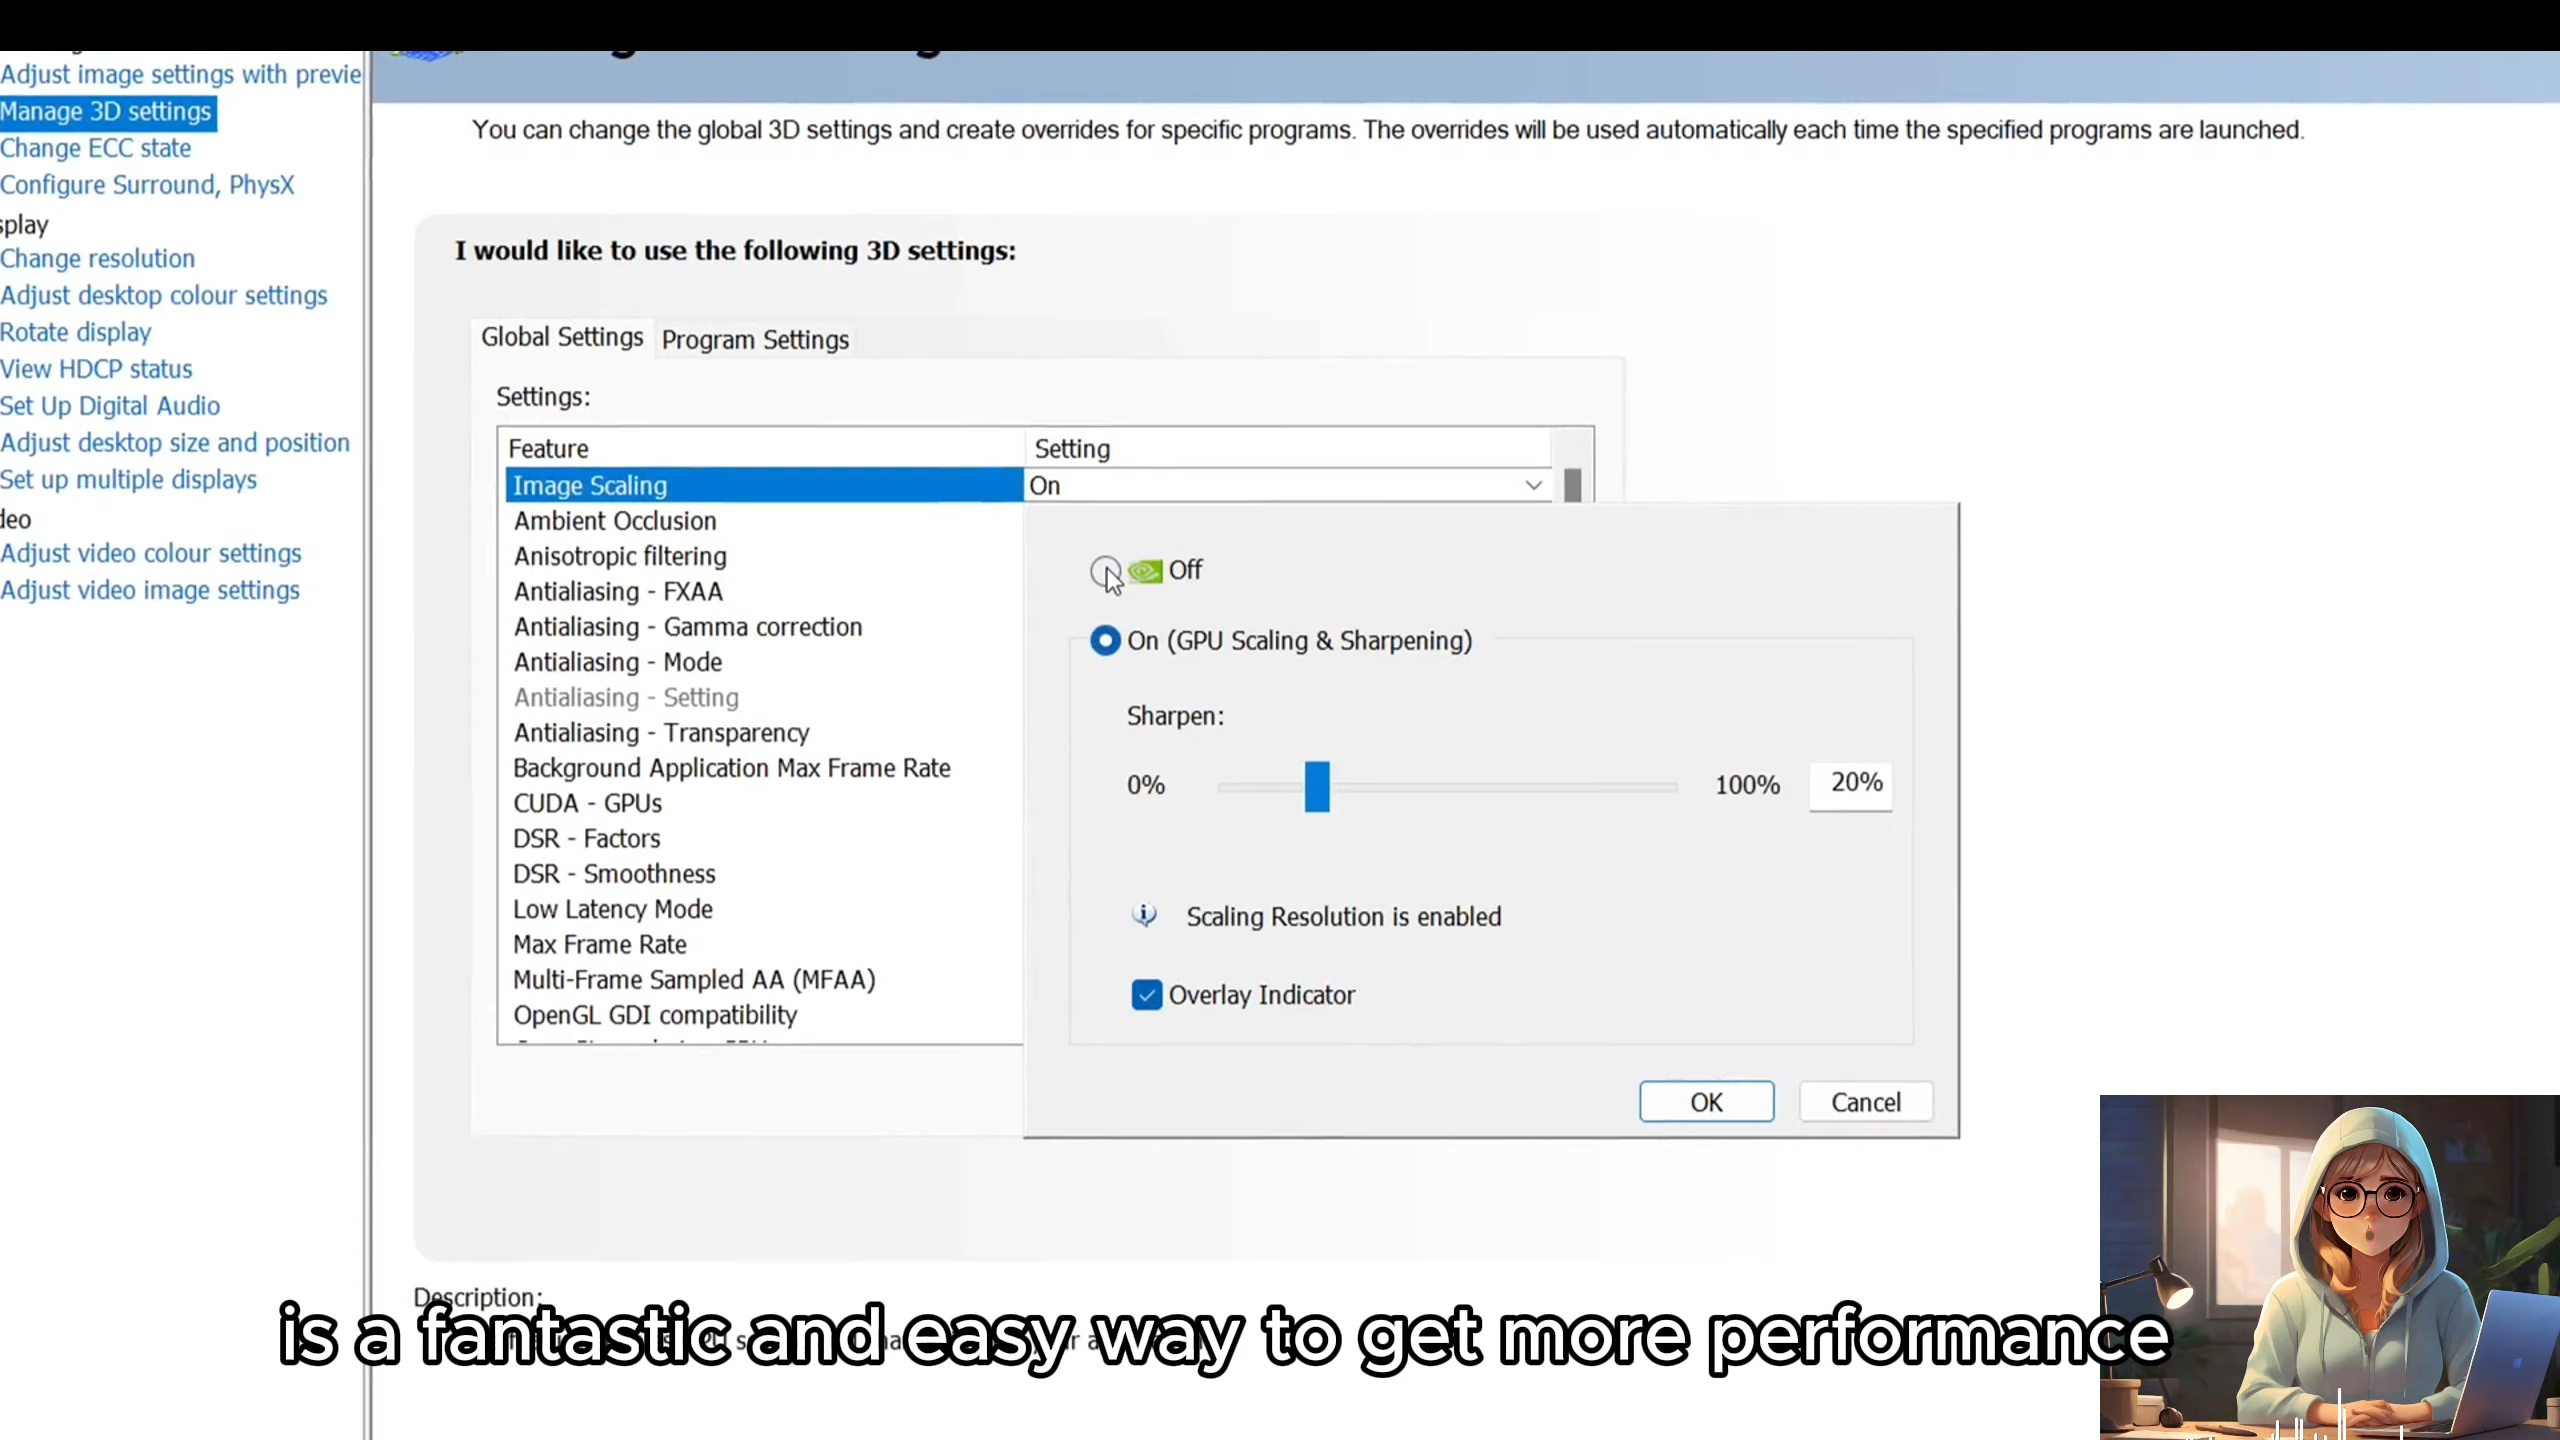 Adjust image settings with previe
Manage 3D settings
Change ECC state
Configure Surround, PhysX
splay
Change resolution
Adjust desktop colour settings
Rotate display
View HDCP status
Set Up Digital Audio
Adjust desktop size and position
Set up multiple displays
deo
Adjust video colour settings
Adjust video image settings
You can change the global 3D settings and create overrides for specific programs. The overrides will be used automatically each time the specified programs are launched.
I would like to use the following 3D settings:
Global Settings
Program Settings
Settings:
Feature
Setting
Image Scaling
On
Ambient Occlusion
Anisotropic filtering
Antialiasing - FXAA
Antialiasing - Gamma correction
Antialiasing - Mode
Antialiasing - Setting
Antialiasing - Transparency
Background Application Max Frame Rate
CUDA - GPUs
DSR - Factors
DSR - Smoothness
Low Latency Mode
Max Frame Rate
Multi-Frame Sampled AA (MFAA)
OpenGL GDI compatibility
Off
On (GPU Scaling & Sharpening)
Sharpen:
0%
100%
20%
Scaling Resolution is enabled
Overlay Indicator
OK
Cancel
Description:
is a fantastic and easy way to get more performance